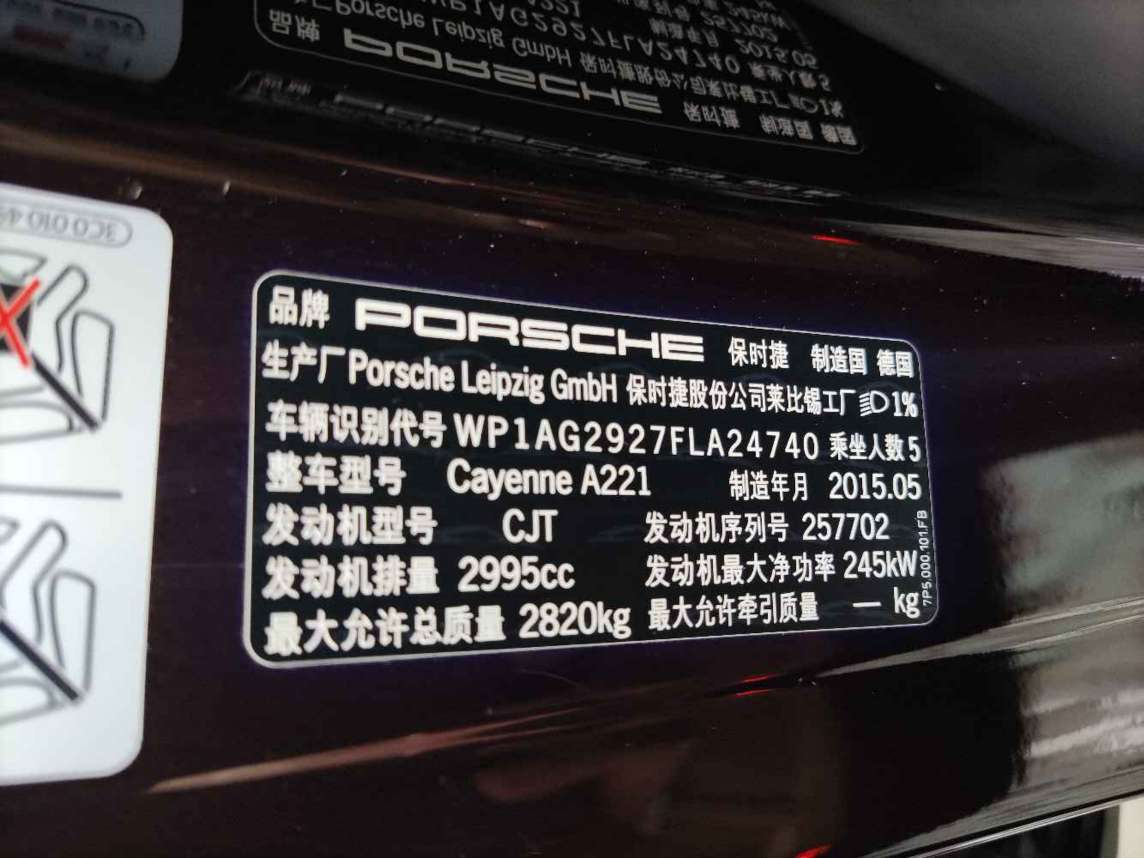 品牌 PORSCHE 保时捷 制造国 德国
生产厂 Porsche Leipzig GmbH 保时捷股份公司莱比锡工厂 1%
车辆识别代号 WP1AG2927FLA24740 乘坐人数 5
整车型号 Cayenne A221 制造年月 2015.05
发动机型号 CJT 发动机序列号 257702
发动机排量 2995cc 发动机最大净功率 245kW
最大允许总质量 2820kg 最大允许牵引质量 — kg
7P5.000.101.FB
3C0 010 4